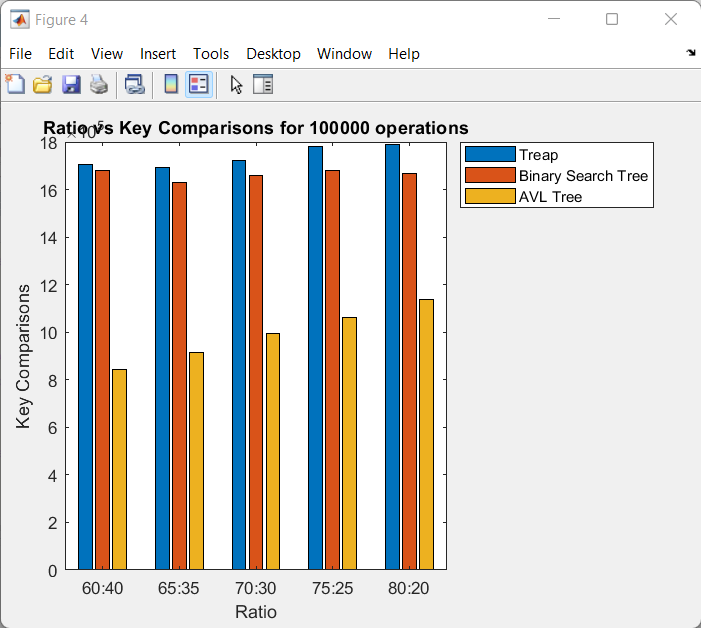 Figure 4
File Edit View Insert Tools Desktop Window Help
Ratio vs Key Comparisons for 100000 operations
×10⁵
18
16
14
12
10
8
6
4
2
0
Key Comparisons
60:40 65:35 70:30 75:25 80:20
Ratio
Treap
Binary Search Tree
AVL Tree